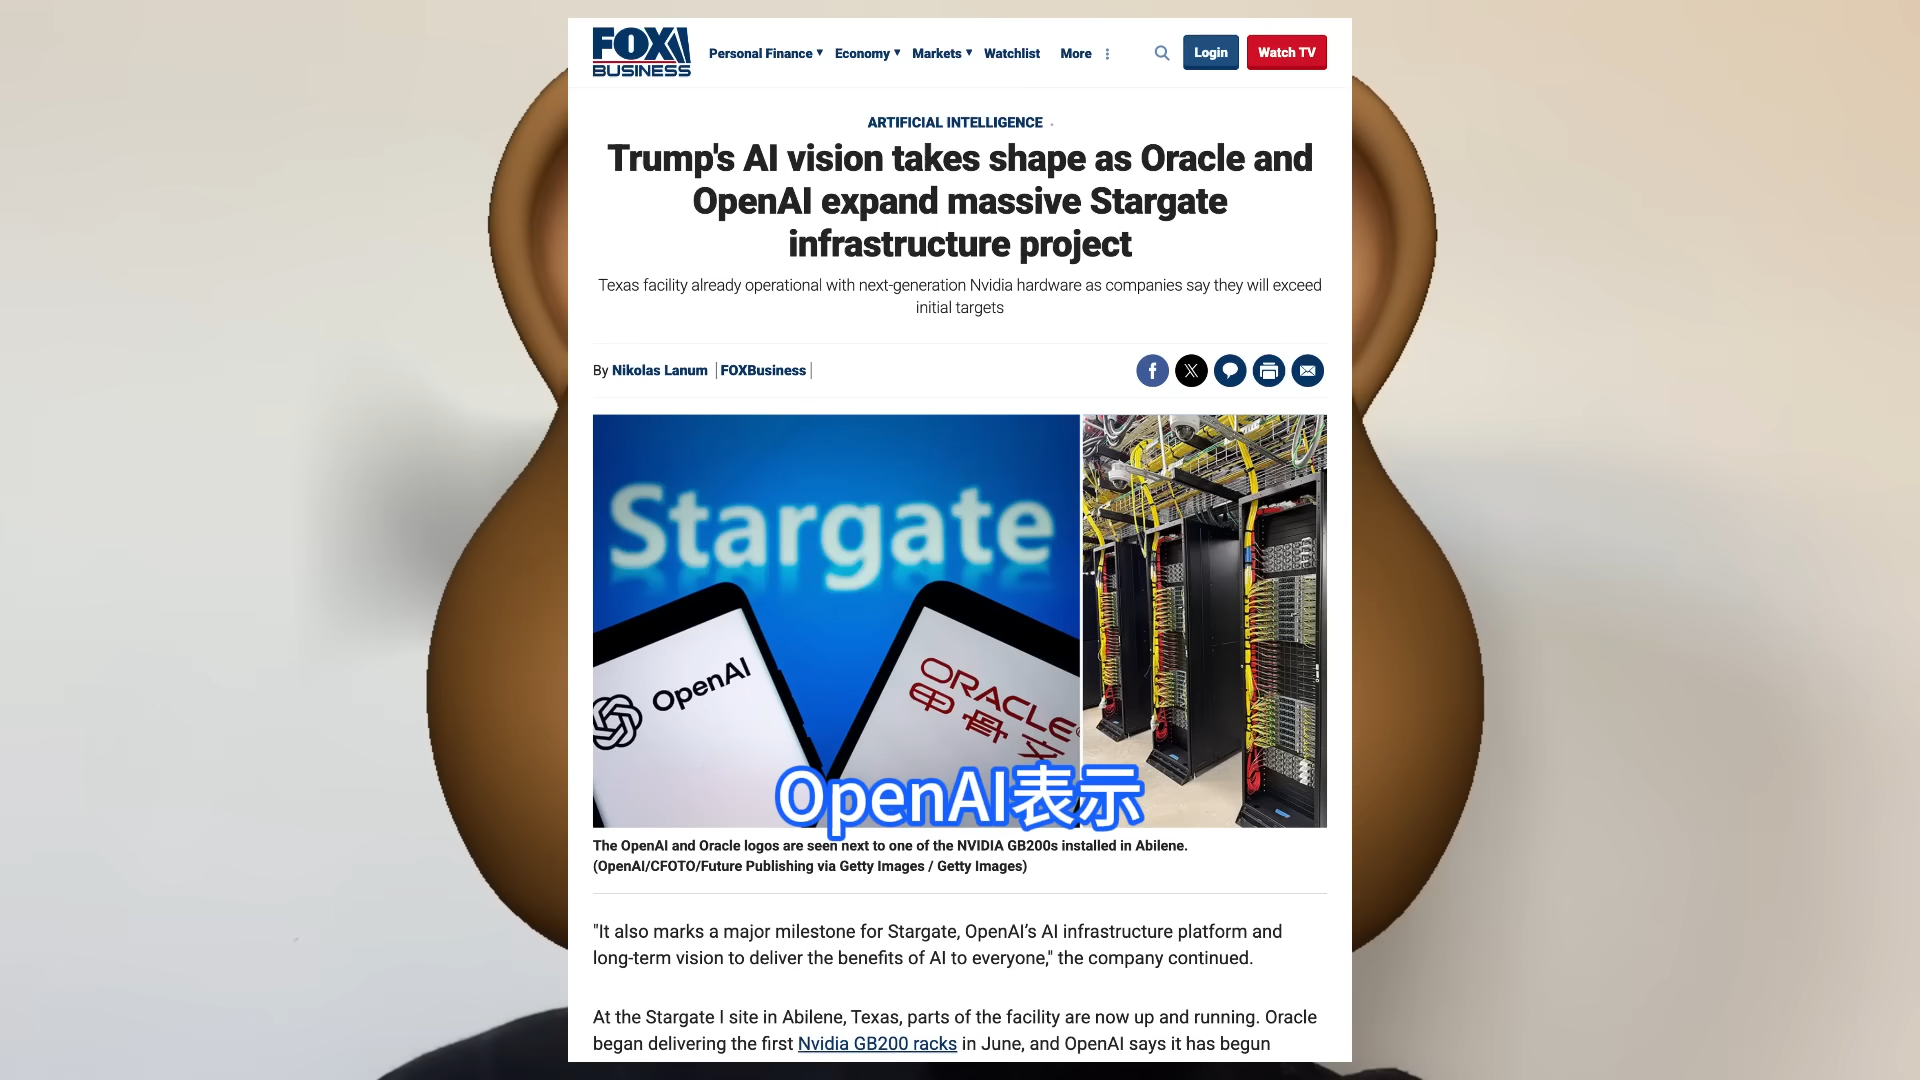 FOX BUSINESS
Personal Finance Economy Markets Watchlist More Login Watch TV
ARTIFICIAL INTELLIGENCE
Trump's AI vision takes shape as Oracle and
OpenAI expand massive Stargate
infrastructure project
Texas facility already operational with next-generation Nvidia hardware as companies say they will exceed
initial targets
By Nikolas Lanum | FOXBusiness |
Stargate
OpenAI
ORACLE
甲骨文
OpenAI表示
The OpenAI and Oracle logos are seen next to one of the NVIDIA GB200s installed in Abilene.
(OpenAI/CFOTO/Future Publishing via Getty Images / Getty Images)
"It also marks a major milestone for Stargate, OpenAI’s AI infrastructure platform and
long-term vision to deliver the benefits of AI to everyone," the company continued.
At the Stargate I site in Abilene, Texas, parts of the facility are now up and running. Oracle
began delivering the first Nvidia GB200 racks in June, and OpenAI says it has begun